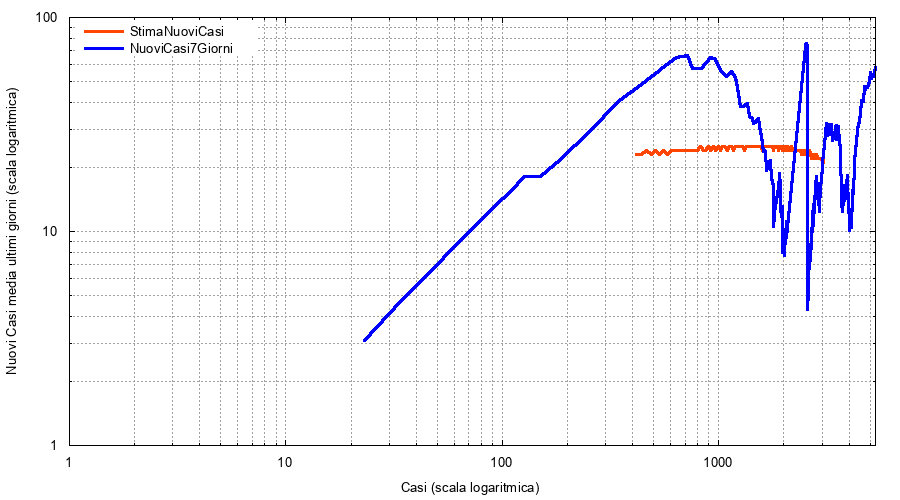 100
StimaNuoviCasi
NuoviCasi7Giorni
Nuovi Casi media ultimi giorni (scala logaritmica)
10
1
1
10
100
1000
Casi (scala logaritmica)